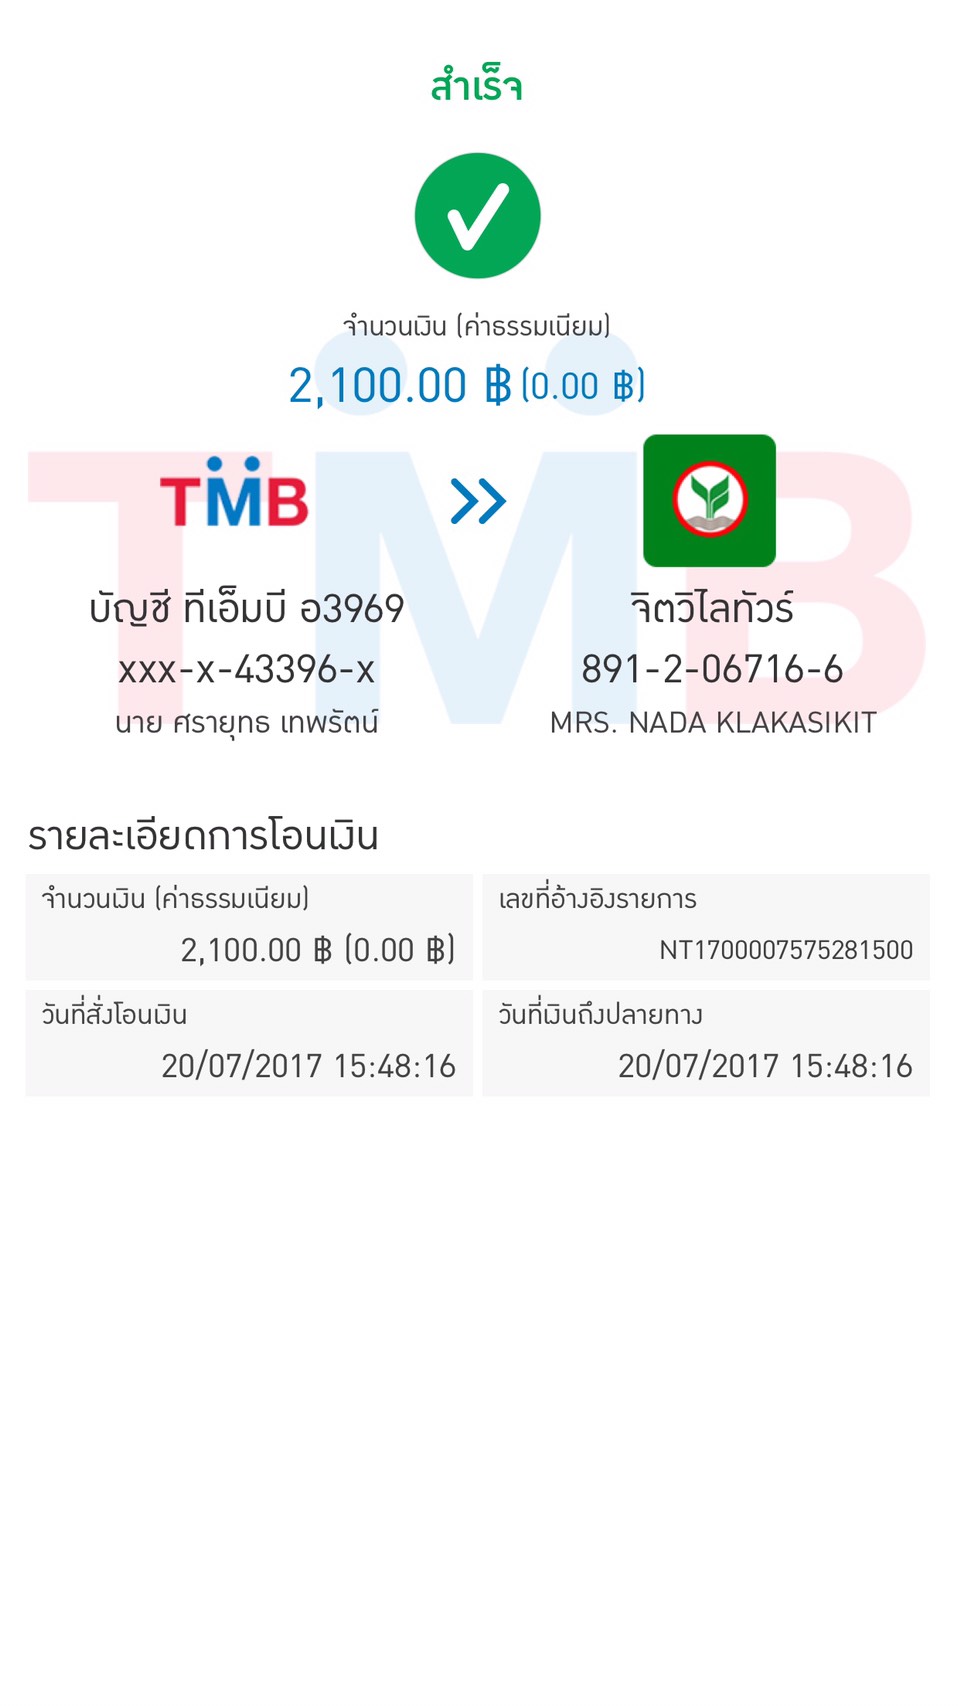 สำเร็จ
จำนวนเงิน (ค่าธรรมเนียม)
2,100.00 ฿ (0.00 ฿)
TMB
บัญชี ทีเอ็มบี อ3969
xxx-x-43396-x
นาย ศรายุทธ เทพรัตน์
จิตวิไลทัวร์
891-2-06716-6
MRS. NADA KLAKASIKIT
รายละเอียดการโอนเงิน
จำนวนเงิน (ค่าธรรมเนียม)
2,100.00 ฿ (0.00 ฿)
เลขที่อ้างอิงรายการ
NT1700007575281500
วันที่สั่งโอนเงิน
20/07/2017 15:48:16
วันที่เงินถึงปลายทาง
20/07/2017 15:48:16